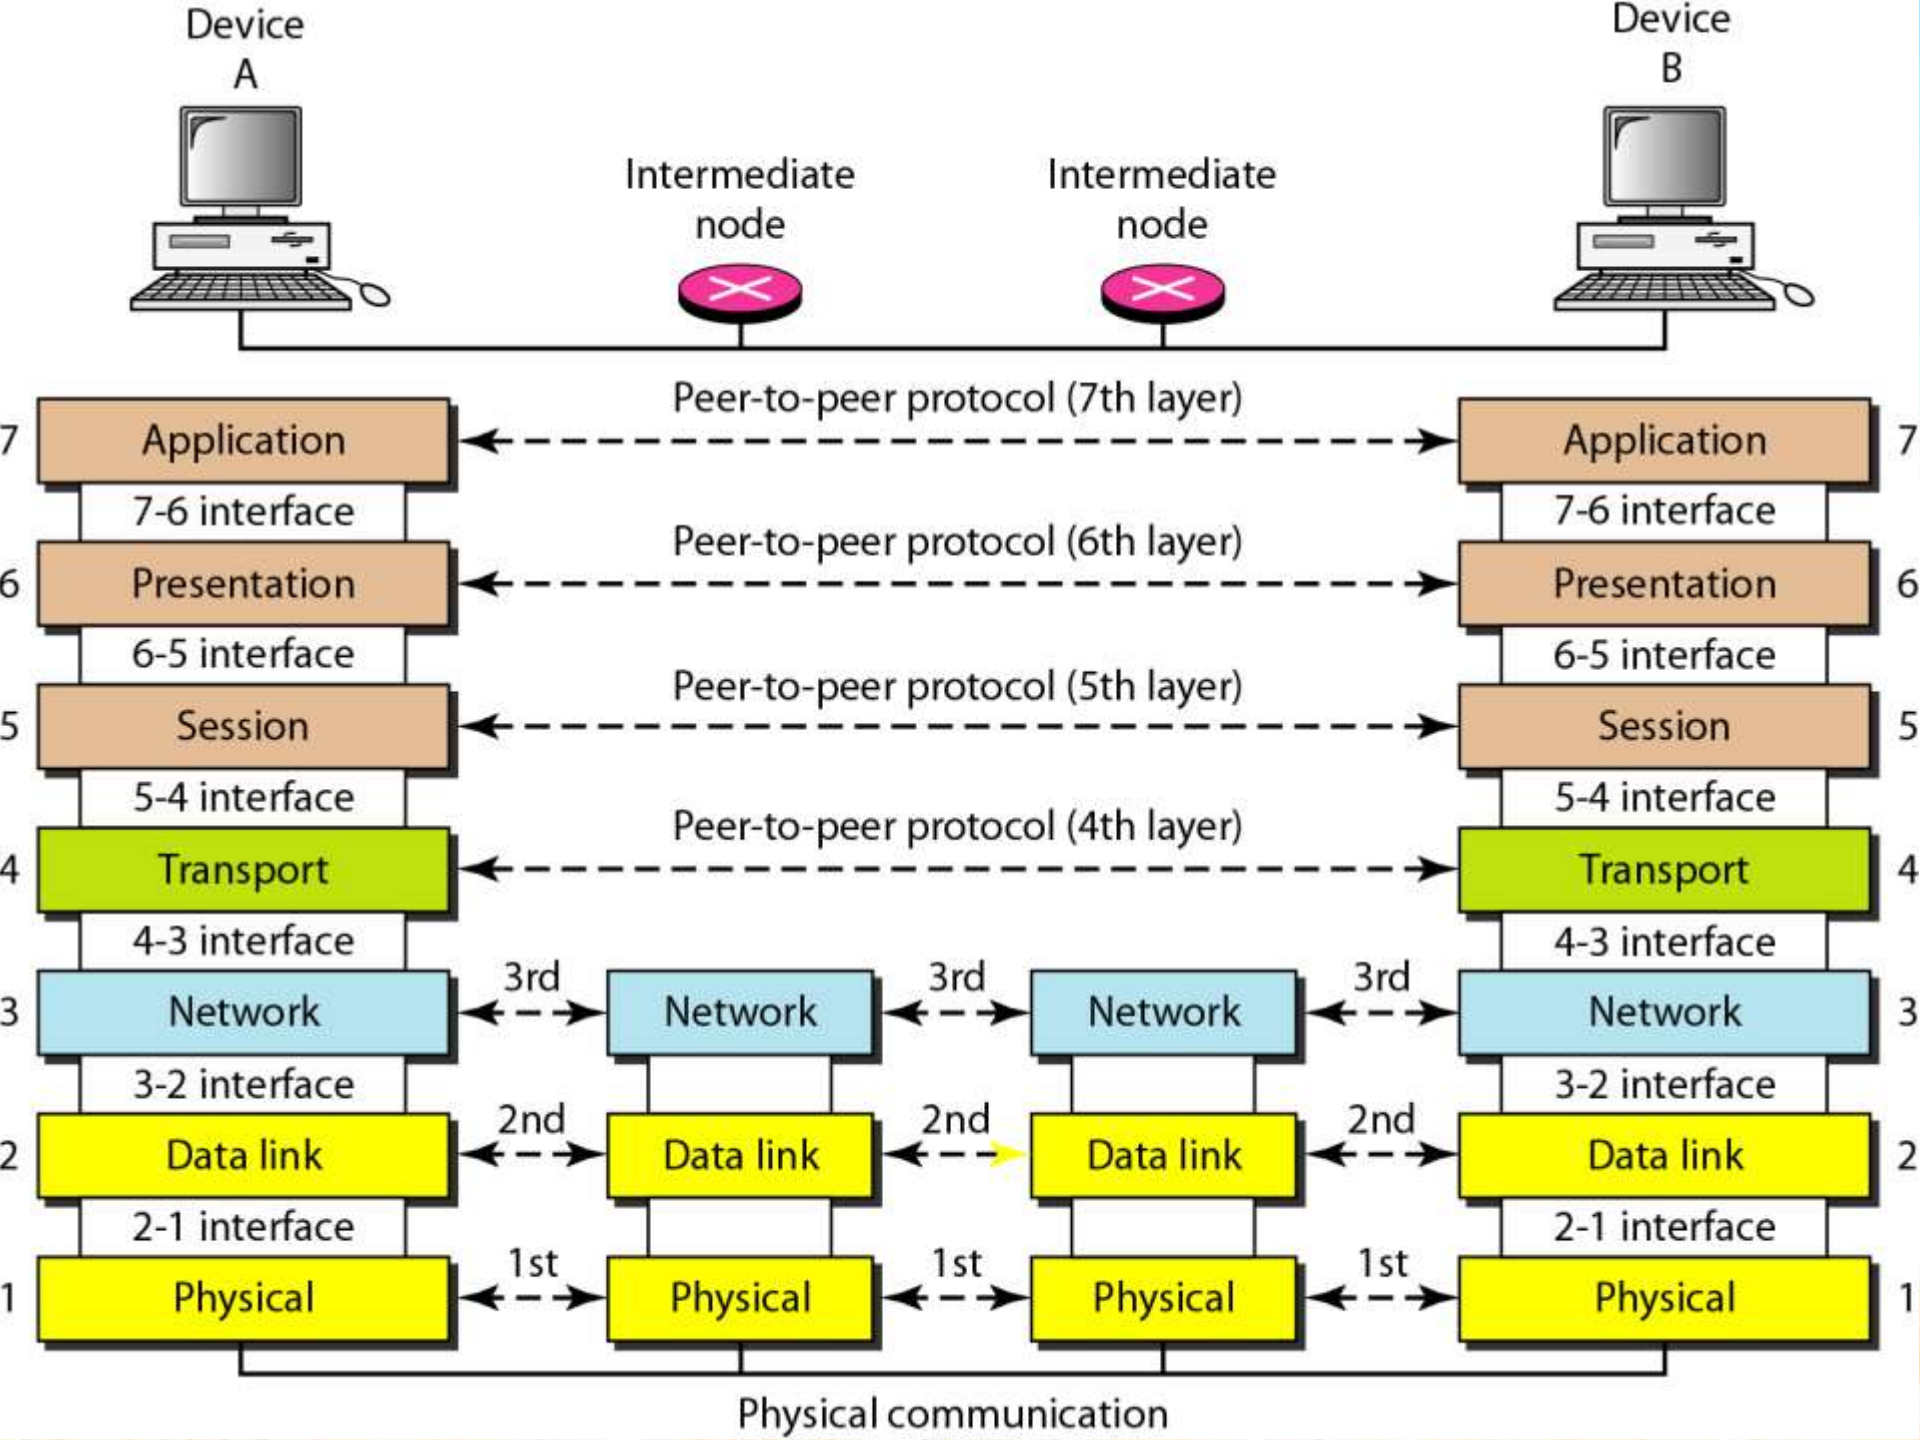 Device
A
Device
B
Intermediate
node
Intermediate
node
Peer-to-peer protocol (7th layer)
7 Application Application 7
7-6 interface 7-6 interface
Peer-to-peer protocol (6th layer)
6 Presentation Presentation 6
6-5 interface 6-5 interface
Peer-to-peer protocol (5th layer)
5 Session Session 5
5-4 interface 5-4 interface
Peer-to-peer protocol (4th layer)
4 Transport Transport 4
4-3 interface 4-3 interface
3rd 3rd 3rd
3 Network Network Network Network 3
3-2 interface 3-2 interface
2nd 2nd 2nd
2 Data link Data link Data link Data link 2
2-1 interface 2-1 interface
1st 1st 1st
1 Physical Physical Physical Physical 1
Physical communication